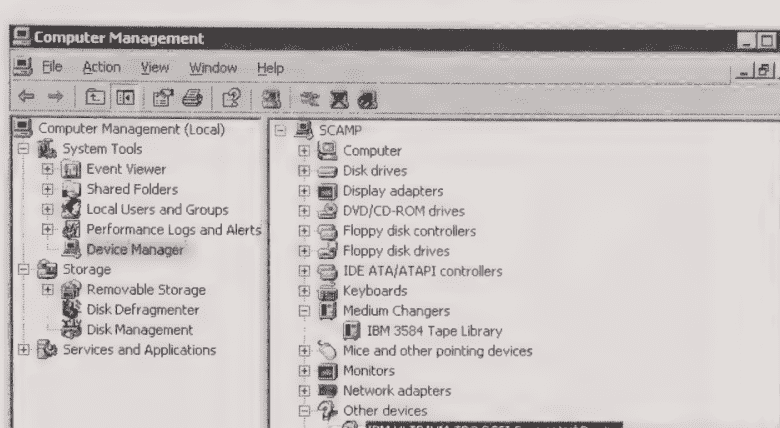 Computer Management
File Action View Window Help
Computer Management (Local)
System Tools
Event Viewer
Shared Folders
Local Users and Groups
Performance Logs and Alerts
Device Manager
Storage
Removable Storage
Disk Defragmenter
Disk Management
Services and Applications
SCAMP
Computer
Disk drives
Display adapters
DVD/CD-ROM drives
Floppy disk controllers
Floppy disk drives
IDE ATA/ATAPI controllers
Keyboards
Medium Changers
IBM 3584 Tape Library
Mice and other pointing devices
Monitors
Network adapters
Other devices